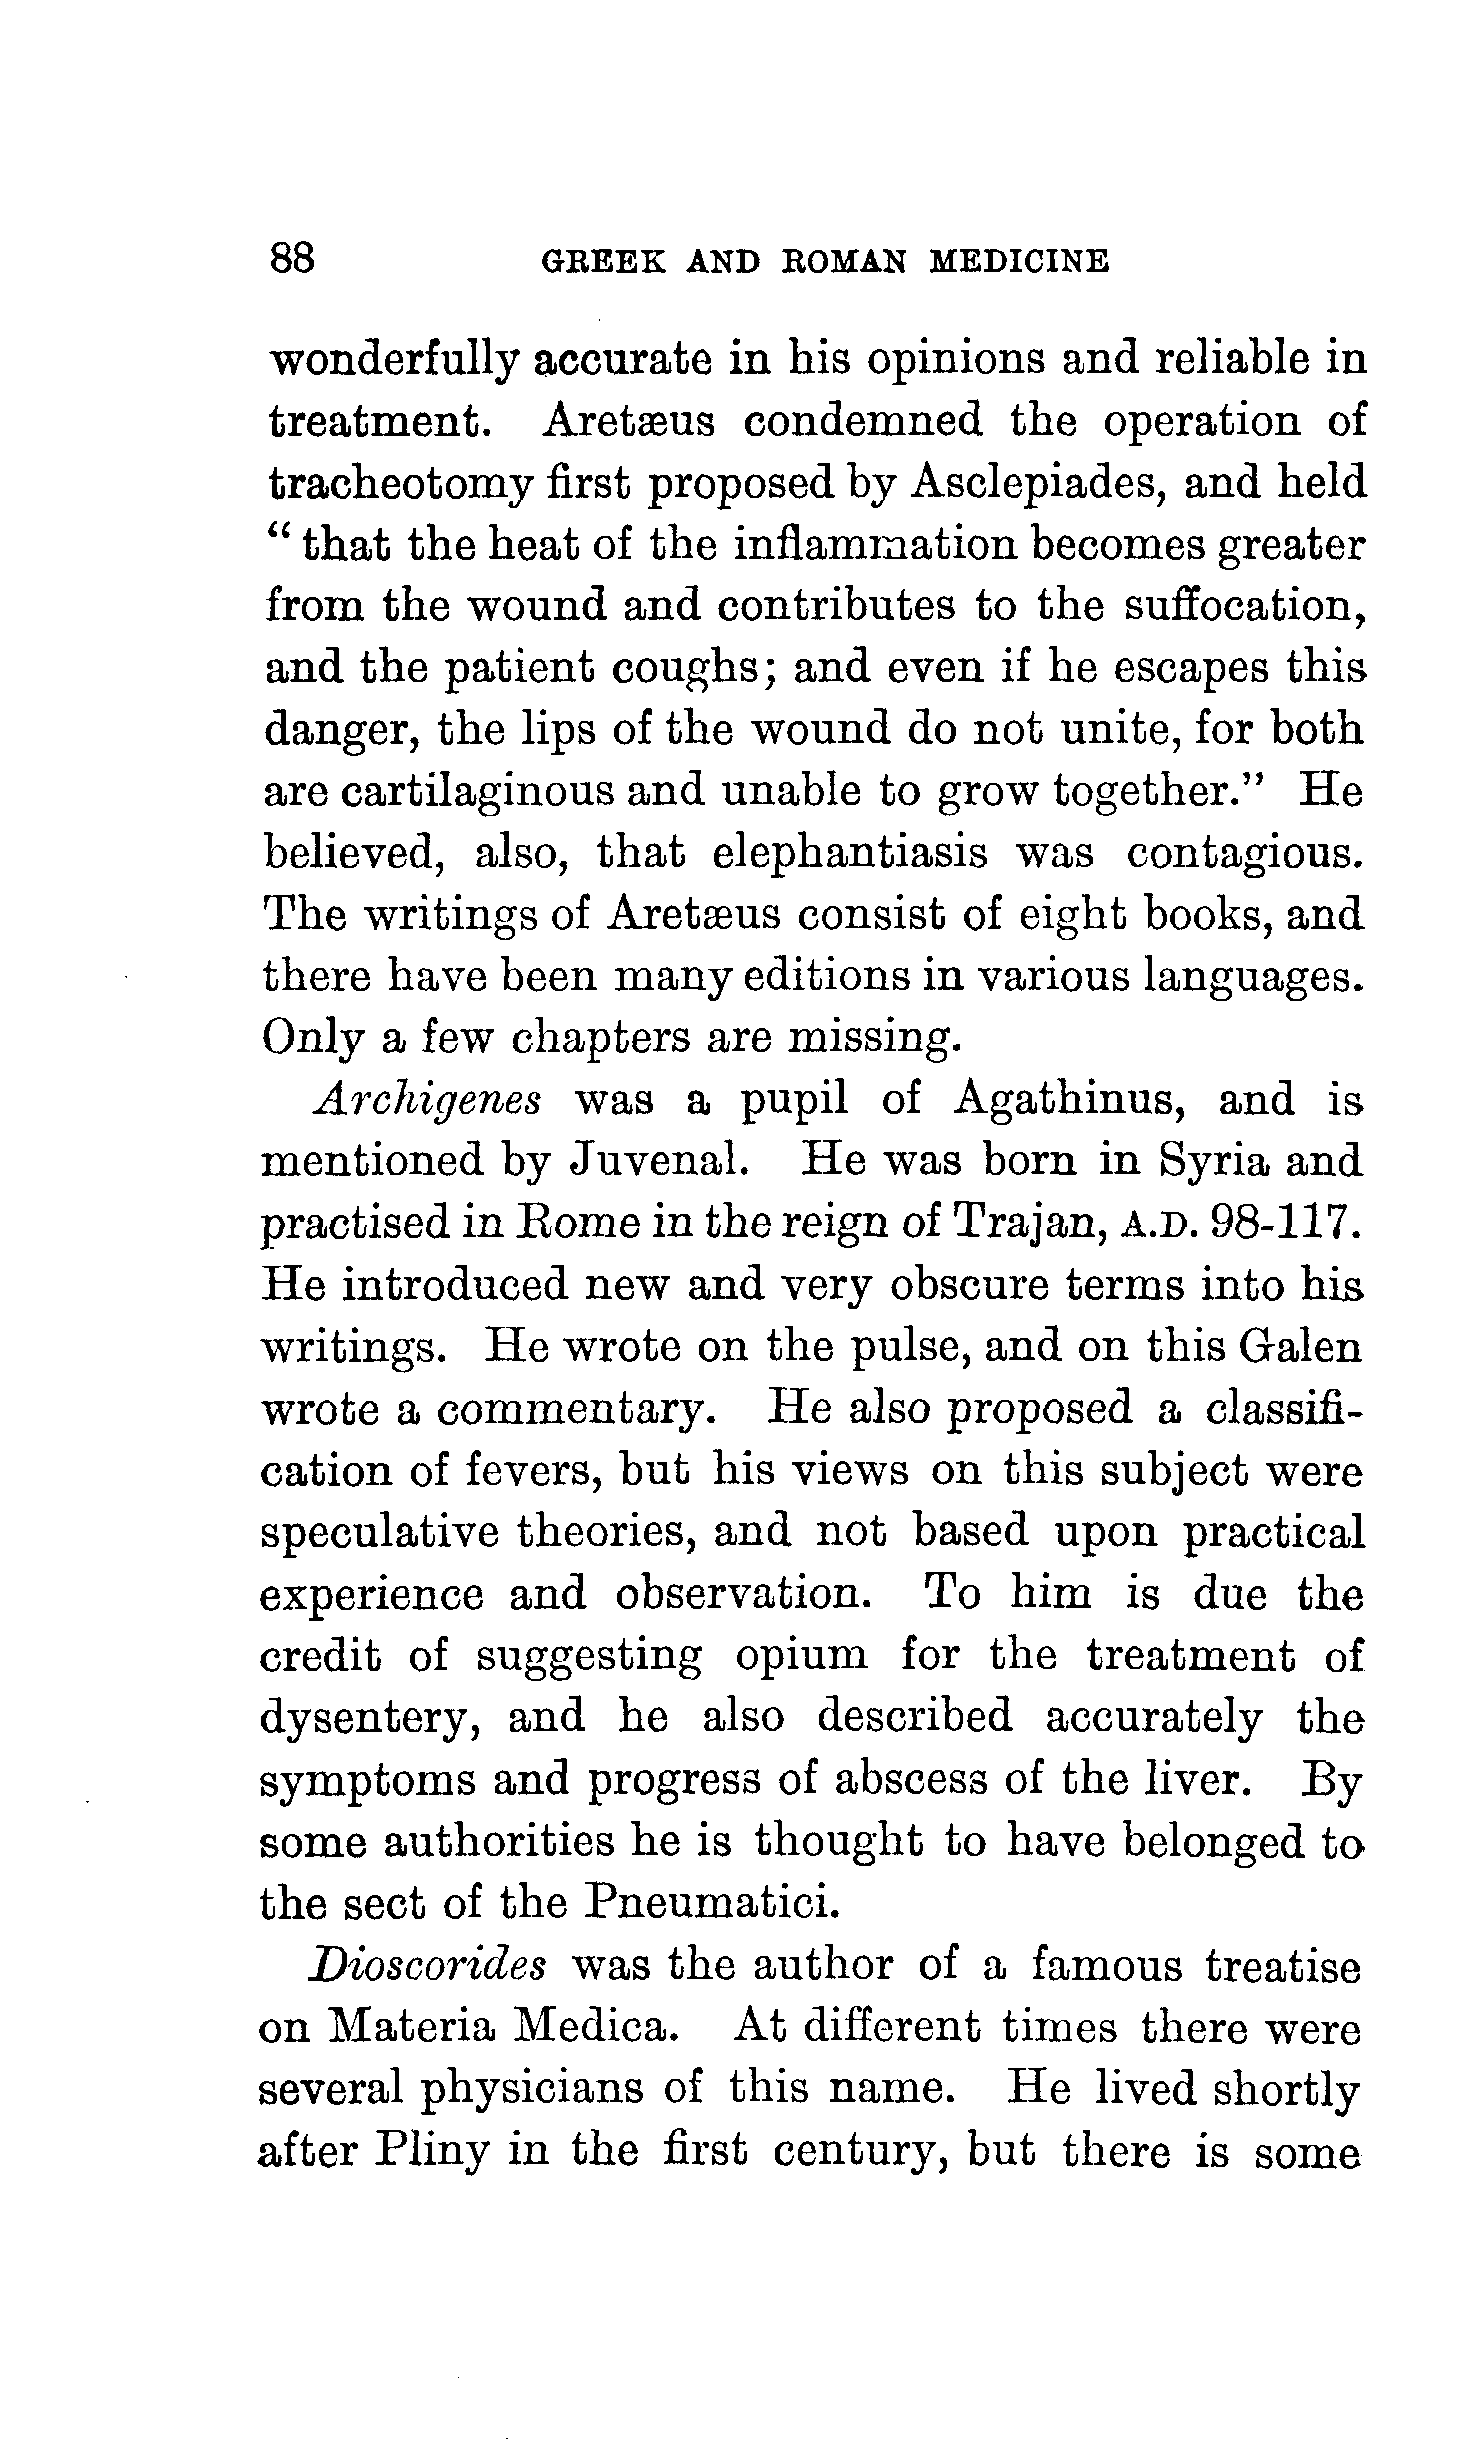 88 GREEK AND ROMAN MEDICINE
wonderfully accurate in his opinions and reliable in
treatment. Aretæus condemned the operation of
tracheotomy first proposed by Asclepiades, and held
“ that the heat of the inflammation becomes greater
from the wound and contributes to the suffocation,
and the patient coughs; and even if he escapes this
danger, the lips of the wound do not unite, for both
are cartilaginous and unable to grow together.” He
believed, also, that elephantiasis was contagious.
The writings of Aretæus consist of eight books, and
there have been many editions in various languages.
Only a few chapters are missing.
Archigenes was a pupil of Agathinus, and is
mentioned by Juvenal. He was born in Syria and
practised in Rome in the reign of Trajan, A.D. 98-117.
He introduced new and very obscure terms into his
writings. He wrote on the pulse, and on this Galen
wrote a commentary. He also proposed a classifi-
cation of fevers, but his views on this subject were
speculative theories, and not based upon practical
experience and observation. To him is due the
credit of suggesting opium for the treatment of
dysentery, and he also described accurately the
symptoms and progress of abscess of the liver. By
some authorities he is thought to have belonged to
the sect of the Pneumatici.
Dioscorides was the author of a famous treatise
on Materia Medica. At different times there were
several physicians of this name. He lived shortly
after Pliny in the first century, but there is some